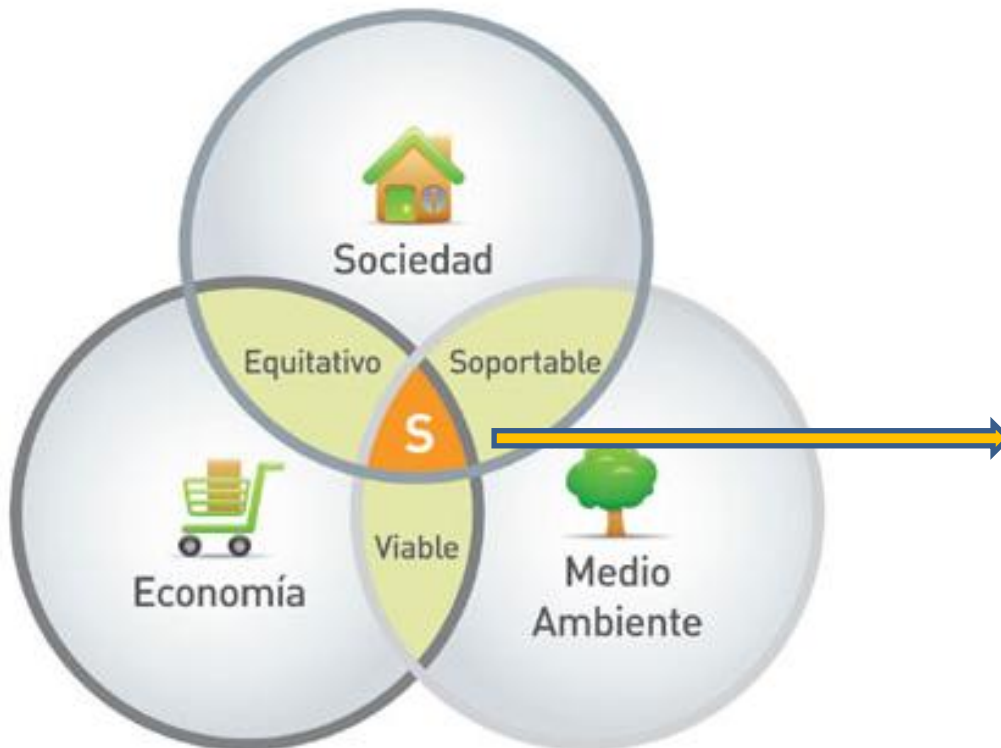 Sociedad
Equitativo
Soportable
S
Viable
Economía
Medio
Ambiente